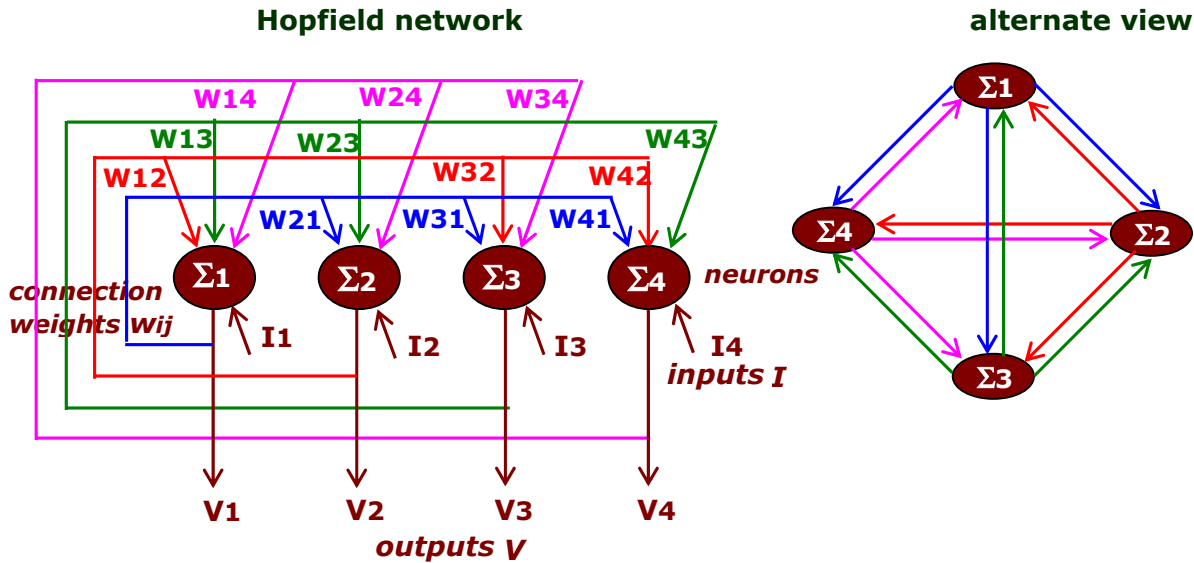 Hopfield network
alternate view
W14 W24 W34
W13 W23 W43
W12 W32 W42
W21 W31 W41
Σ1 Σ2 Σ3 Σ4
neurons
connection
weights wij
I1 I2 I3 I4
inputs I
V1 V2 V3 V4
outputs V
Σ1
Σ4 Σ2
Σ3